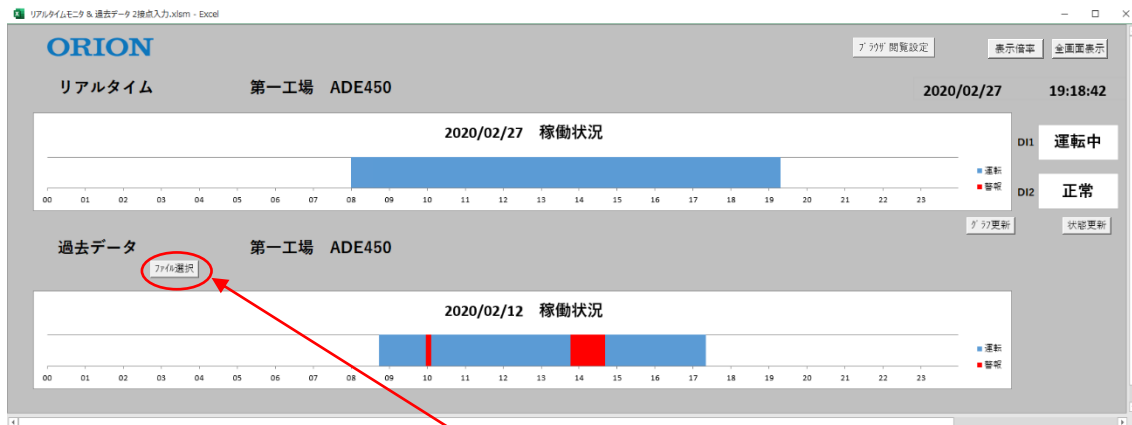 リアルタイムモニタ & 過去データ 2接点入力.xlsm - Excel
ORION
ブラウザ 閲覧設定
表示倍率
全画面表示
リアルタイム 第一工場 ADE450
2020/02/27 19:18:42
2020/02/27 稼働状況
DI1 運転中
運転
警報
DI2 正常
00 01 02 03 04 05 06 07 08 09 10 11 12 13 14 15 16 17 18 19 20 21 22 23
グラフ更新
状態更新
過去データ 第一工場 ADE450
ファイル選択
2020/02/12 稼働状況
運転
警報
00 01 02 03 04 05 06 07 08 09 10 11 12 13 14 15 16 17 18 19 20 21 22 23